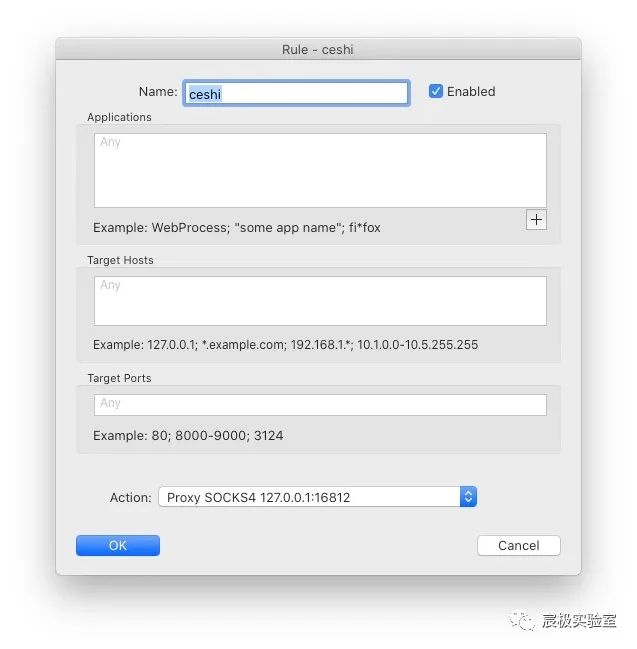 Rule - ceshi
Name: ceshi Enabled
Applications
Any
Example: WebProcess; "some app name"; fi*fox
+
Target Hosts
Any
Example: 127.0.0.1; *.example.com; 192.168.1.*; 10.1.0.0-10.5.255.255
Target Ports
Any
Example: 80; 8000-9000; 3124
Action: Proxy SOCKS4 127.0.0.1:16812
OK Cancel
宸极实验室